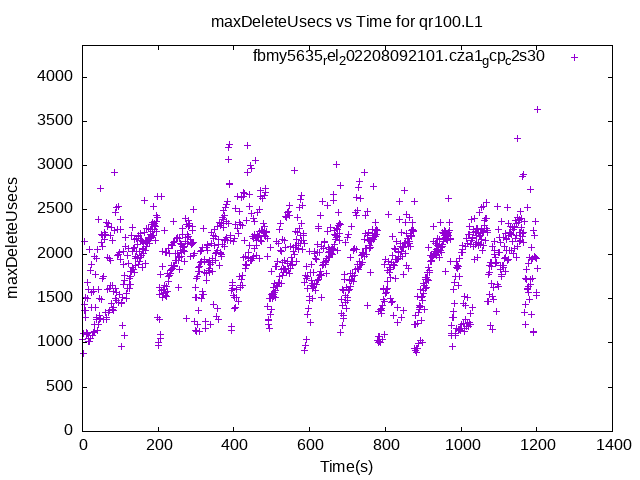 maxDeleteUsecs vs Time for qr100.L1
fbmy5635rel202208092101.cza1gcpc2s30
4000
3500
3000
2500
2000
1500
1000
500
0
maxDeleteUsecs
0 200 400 600 800 1000 1200 1400
Time(s)